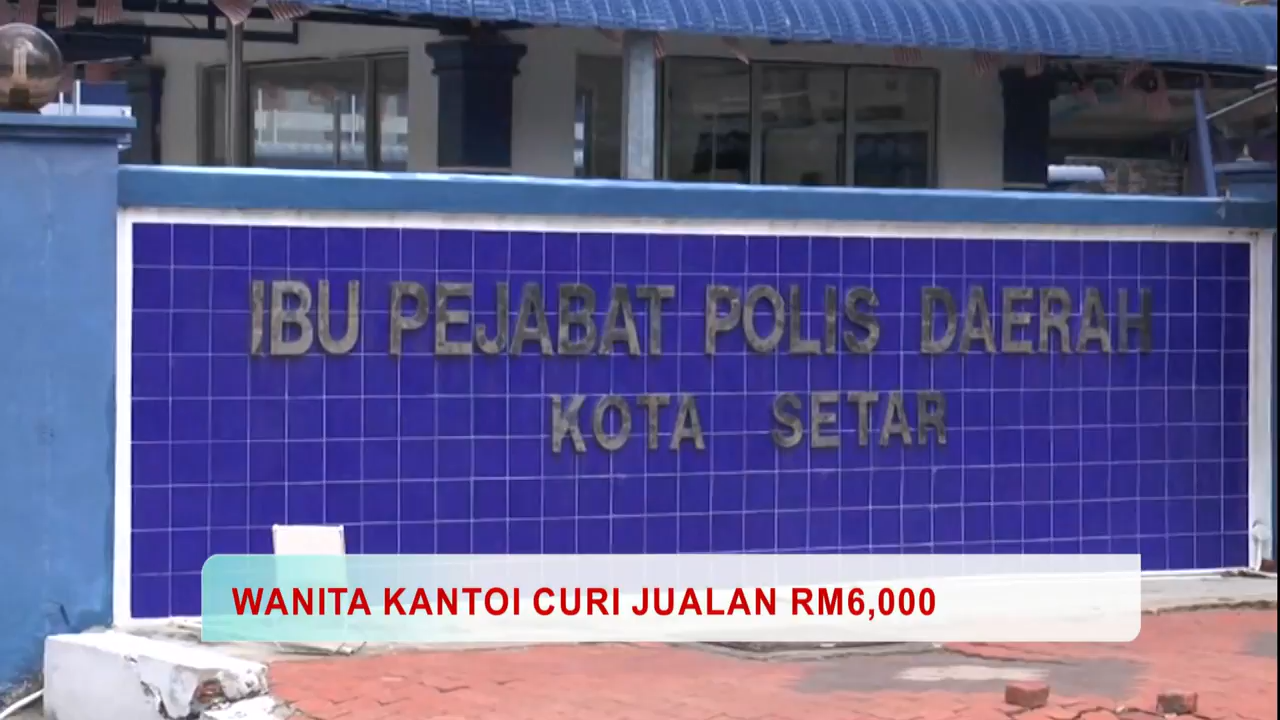 IBU PEJABAT POLIS DAERAH
KOTA SETAR
WANITA KANTOI CURI JUALAN RM6,000